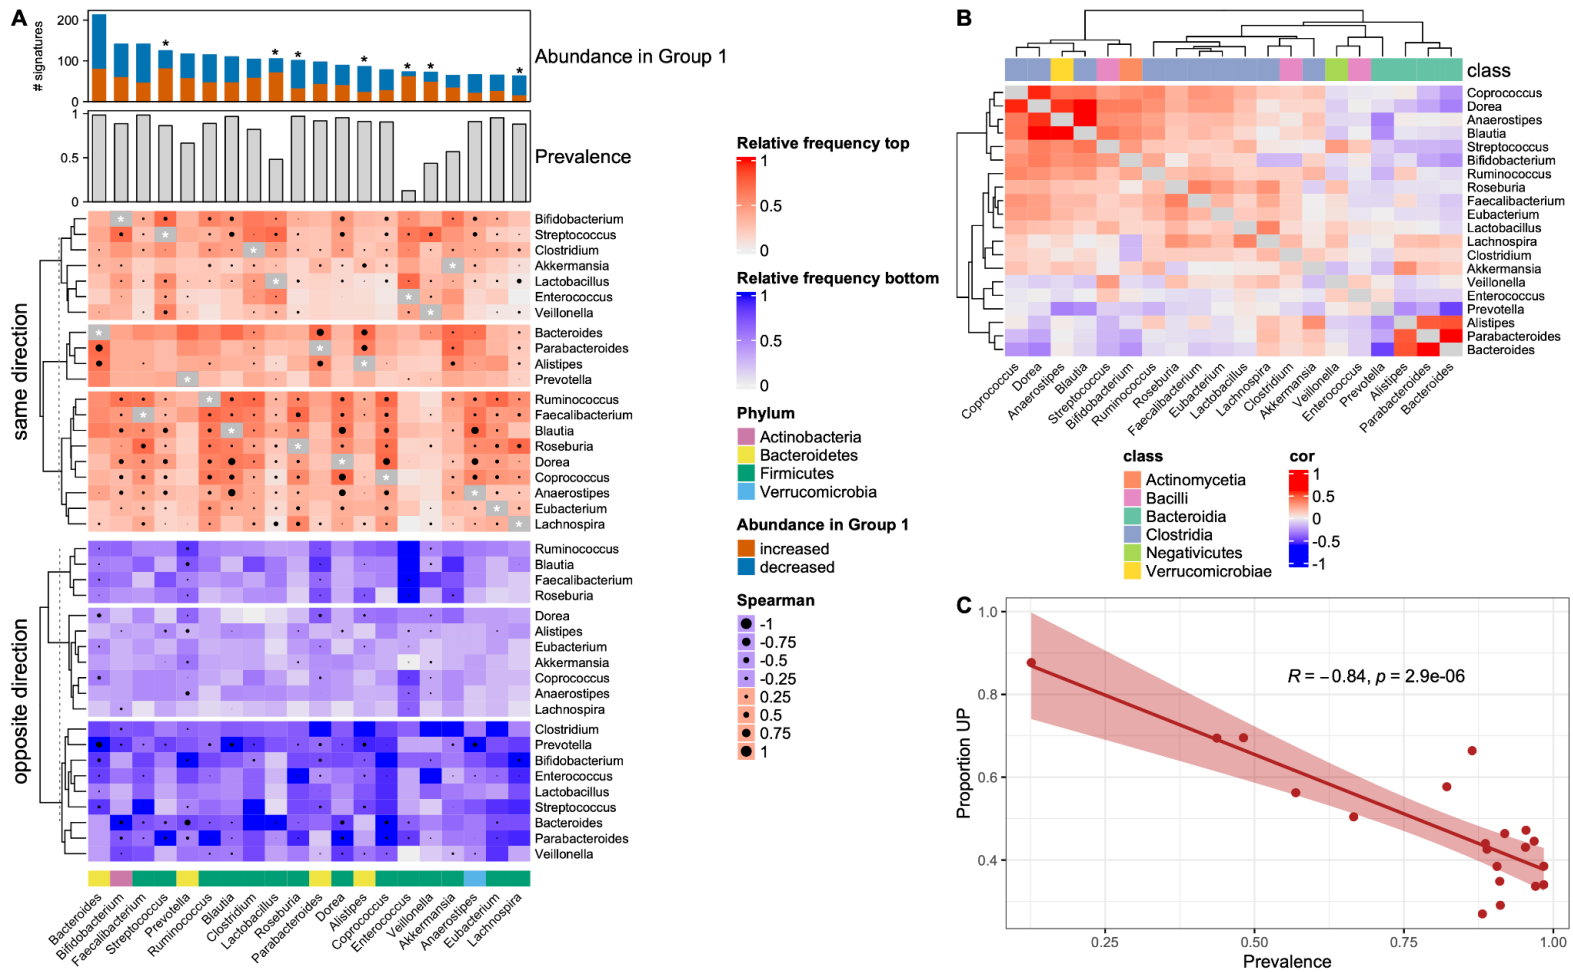 A
# signatures
200
100
0
* * * * * * *
Abundance in Group 1
1
0.5
0
Prevalence
same direction
Bifidobacterium
Streptococcus
Clostridium
Akkermansia
Lactobacillus
Enterococcus
Veillonella
Bacteroides
Parabacteroides
Alistipes
Prevotella
Ruminococcus
Faecalibacterium
Blautia
Roseburia
Dorea
Coprococcus
Anaerostipes
Eubacterium
Lachnospira
opposite direction
Ruminococcus
Blautia
Faecalibacterium
Roseburia
Dorea
Alistipes
Eubacterium
Akkermansia
Coprococcus
Anaerostipes
Lachnospira
Clostridium
Prevotella
Bifidobacterium
Enterococcus
Lactobacillus
Streptococcus
Bacteroides
Parabacteroides
Veillonella
Bacteroides
Bifidobacterium
Faecalibacterium
Streptococcus
Prevotella
Ruminococcus
Blautia
Clostridium
Lactobacillus
Roseburia
Parabacteroides
Dorea
Alistipes
Coprococcus
Enterococcus
Veillonella
Akkermansia
Anaerostipes
Eubacterium
Lachnospira
Relative frequency top
1
0.5
0
Relative frequency bottom
1
0.5
0
Phylum
Actinobacteria
Bacteroidetes
Firmicutes
Verrucomicrobia
Abundance in Group 1
increased
decreased
Spearman
-1
-0.75
-0.5
-0.25
0.25
0.5
0.75
1
B
class
Coprococcus
Dorea
Anaerostipes
Blautia
Streptococcus
Bifidobacterium
Ruminococcus
Roseburia
Faecalibacterium
Eubacterium
Lactobacillus
Lachnospira
Clostridium
Akkermansia
Veillonella
Enterococcus
Prevotella
Alistipes
Parabacteroides
Bacteroides
Coprococcus
Dorea
Anaerostipes
Blautia
Streptococcus
Bifidobacterium
Ruminococcus
Roseburia
Faecalibacterium
Eubacterium
Lactobacillus
Lachnospira
Clostridium
Akkermansia
Veillonella
Enterococcus
Prevotella
Alistipes
Parabacteroides
Bacteroides
class
Actinomycetia
Bacilli
Bacteroidia
Clostridia
Negativicutes
Verrucomicrobiae
cor
1
0.5
0
-0.5
-1
C
Proportion UP
1.0
0.8
0.6
0.4
R = −0.84, p = 2.9e-06
0.25
0.50
0.75
1.00
Prevalence